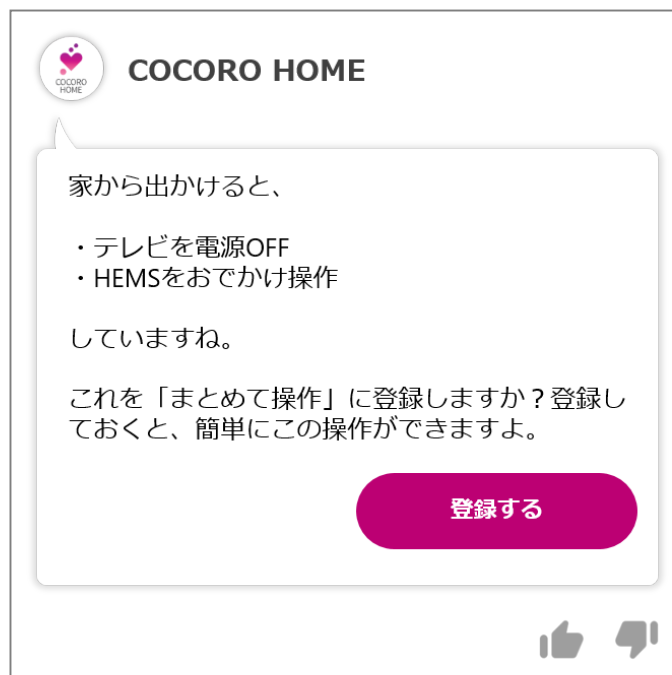 COCORO
HOME
COCORO HOME
家から出かけると、
・テレビを電源OFF
・HEMSをおでかけ操作
していますね。
これを「まとめて操作」に登録しますか？登録し
ておくと、簡単にこの操作ができますよ。
登録する